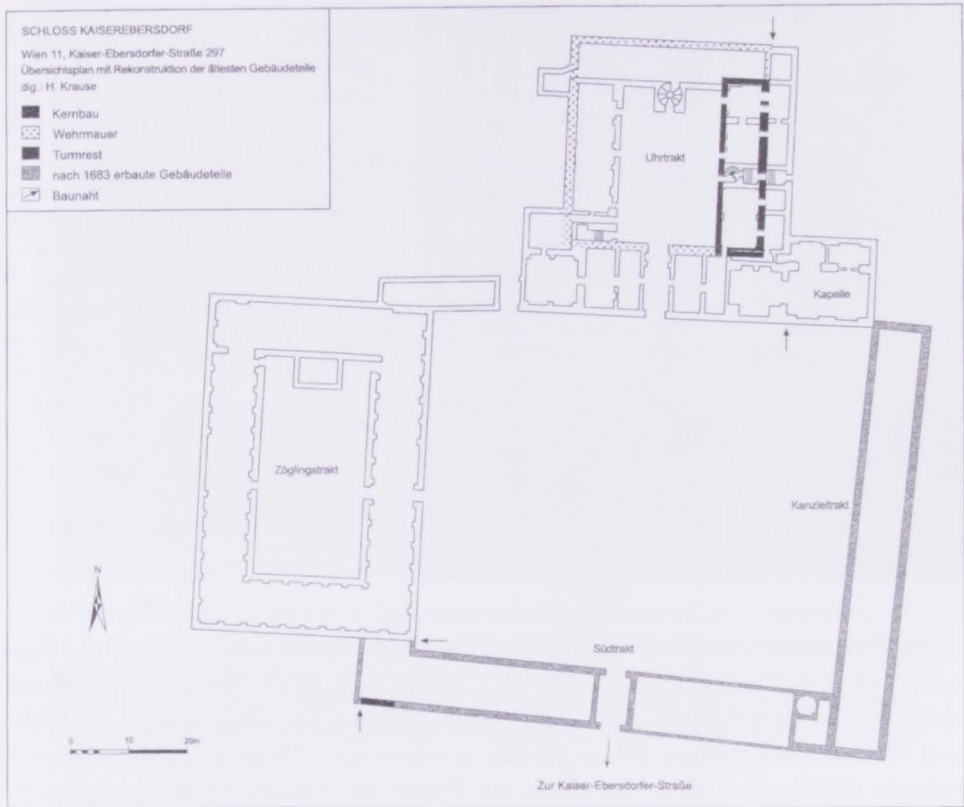 SCHLOSS KAISEREBERSDORF
Wien 11, Kaiser-Ebersdorfer-Straße 297
Übersichtsplan mit Rekonstruktion der ältesten Gebäudeteile
dig.: H. Krause
Kernbau
Wehrmauer
Turmrest
nach 1683 erbaute Gebäudeteile
Baunaht
Uhrtrakt
Kapelle
Zöglingstrakt
Kanzleitrakt
N
Südtrakt
0 10 20m
Zur Kaiser-Ebersdorfer-Straße